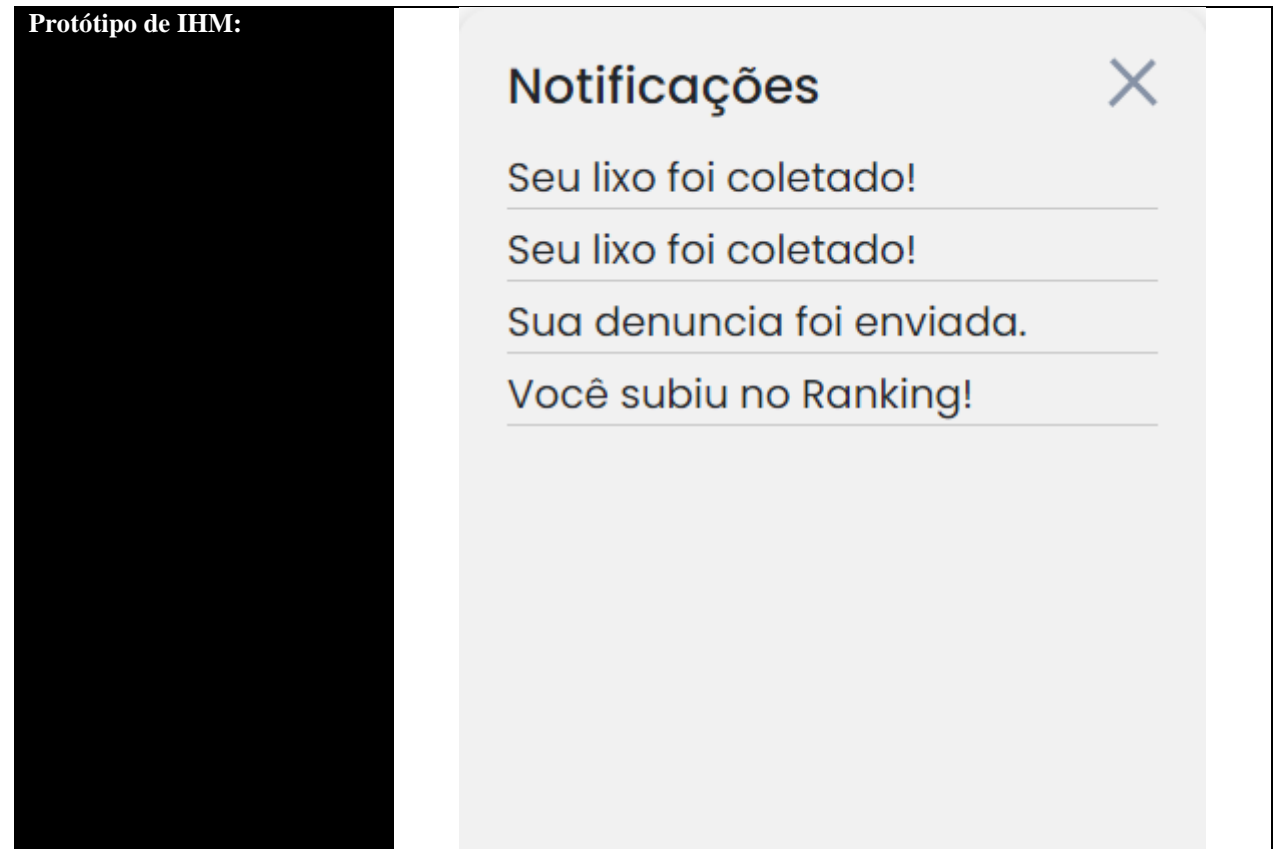 Protótipo de IHM:
Notificações
Seu lixo foi coletado!
Seu lixo foi coletado!
Sua denuncia foi enviada.
Você subiu no Ranking!